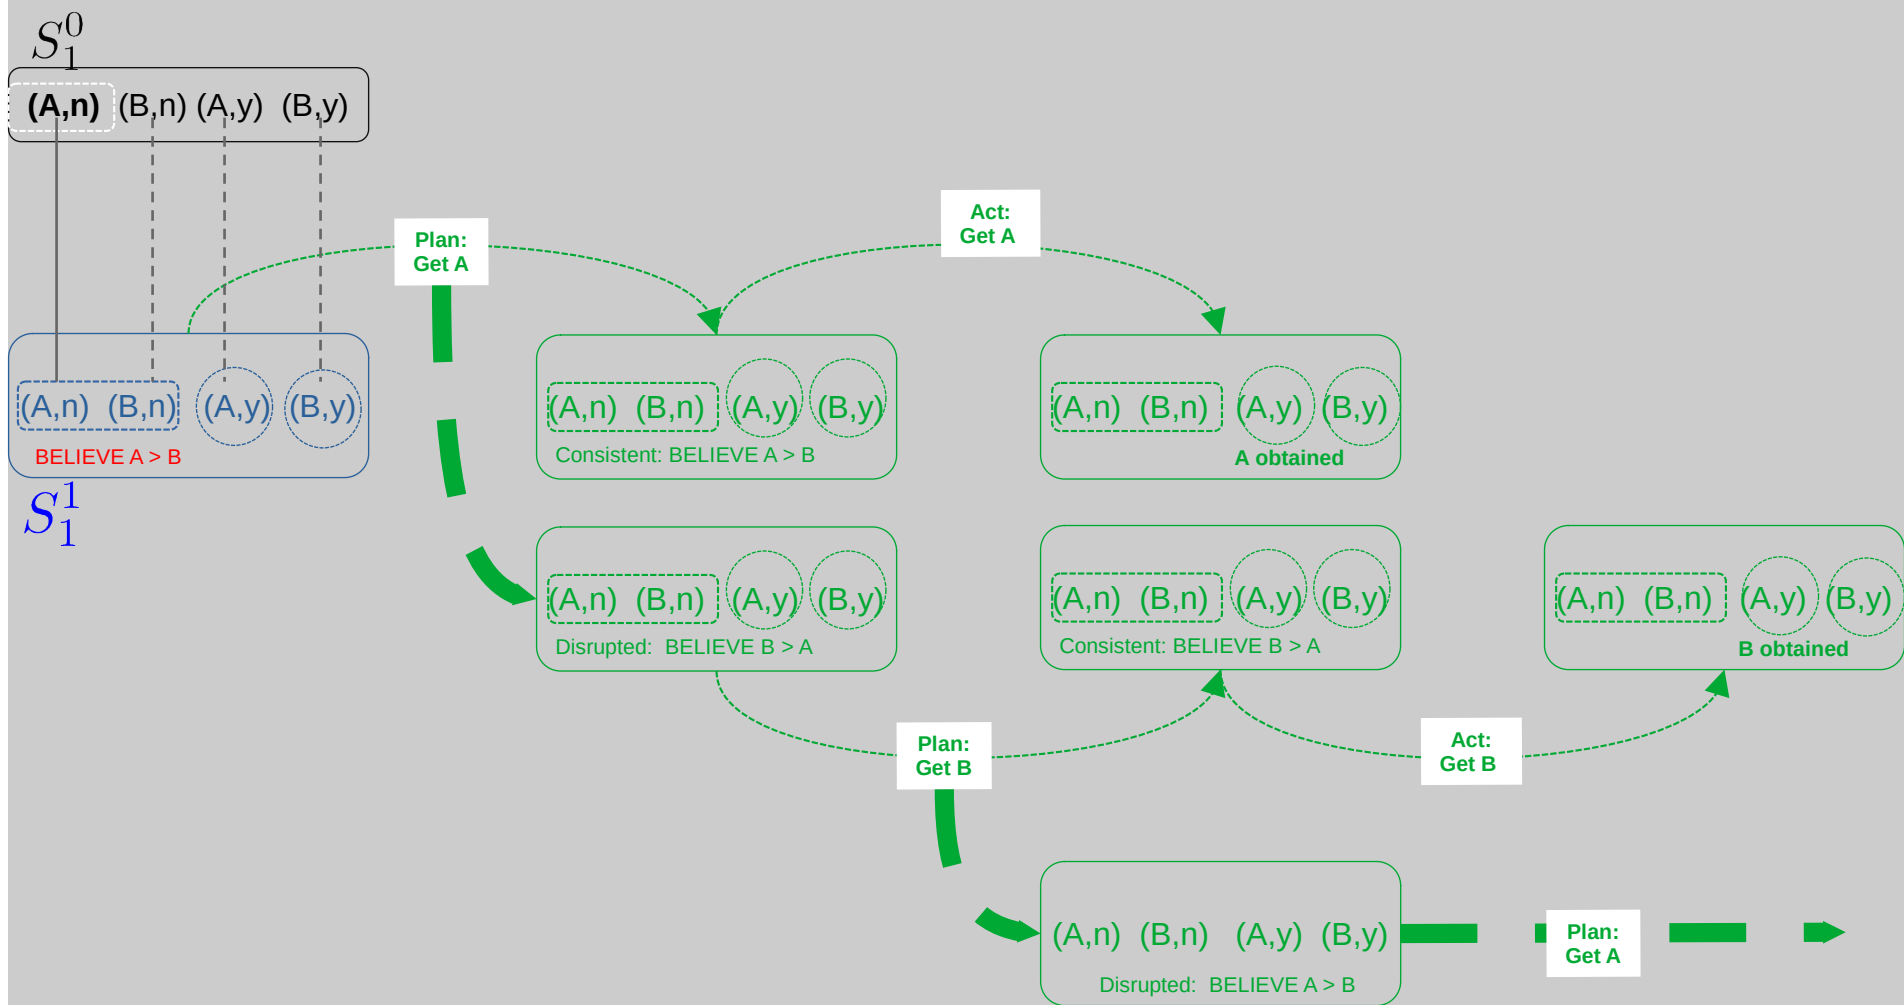 S_1^0
(A,n) (B,n) (A,y) (B,y)
Plan:
Get A
Act:
Get A
(A,n) (B,n) (A,y) (B,y)
BELIEVE A > B
S_1^1
(A,n) (B,n) (A,y) (B,y)
Consistent: BELIEVE A > B
(A,n) (B,n) (A,y) (B,y)
A obtained
(A,n) (B,n) (A,y) (B,y)
Disrupted: BELIEVE B > A
(A,n) (B,n) (A,y) (B,y)
Consistent: BELIEVE B > A
(A,n) (B,n) (A,y) (B,y)
B obtained
Plan:
Get B
Act:
Get B
(A,n) (B,n) (A,y) (B,y)
Disrupted: BELIEVE A > B
Plan:
Get A